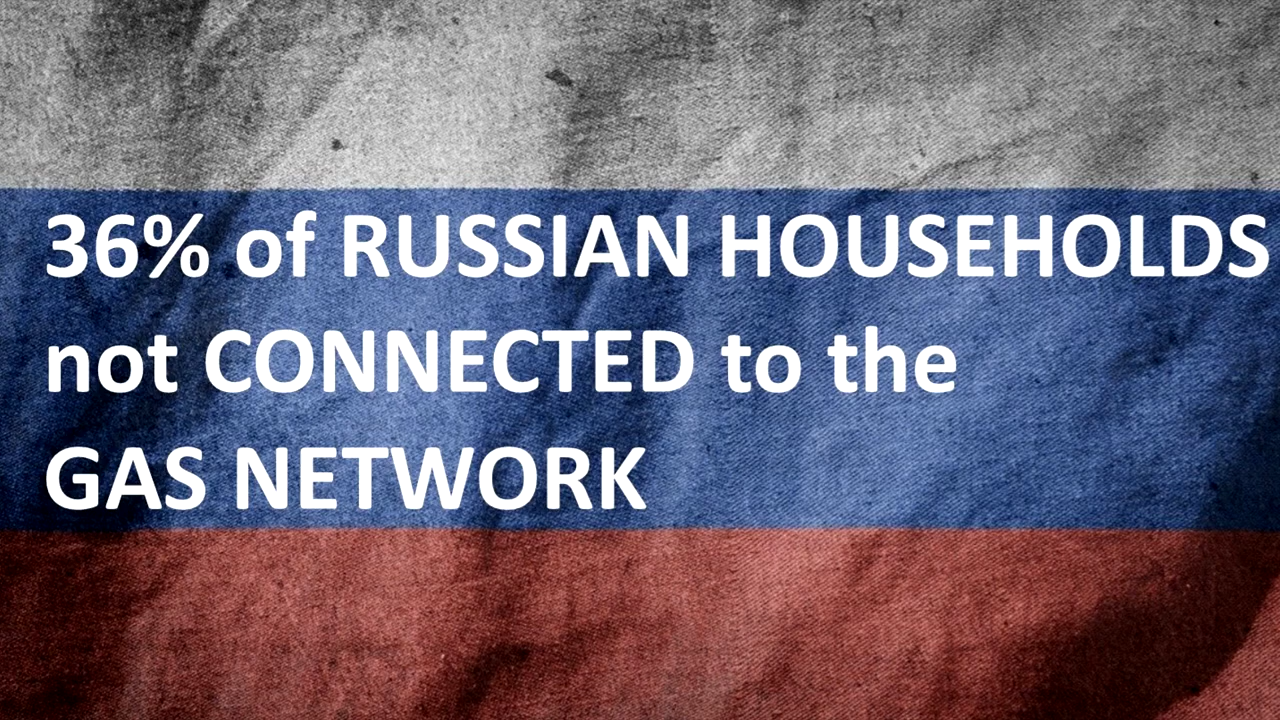 36% of RUSSIAN HOUSEHOLDS
not CONNECTED to the
GAS NETWORK